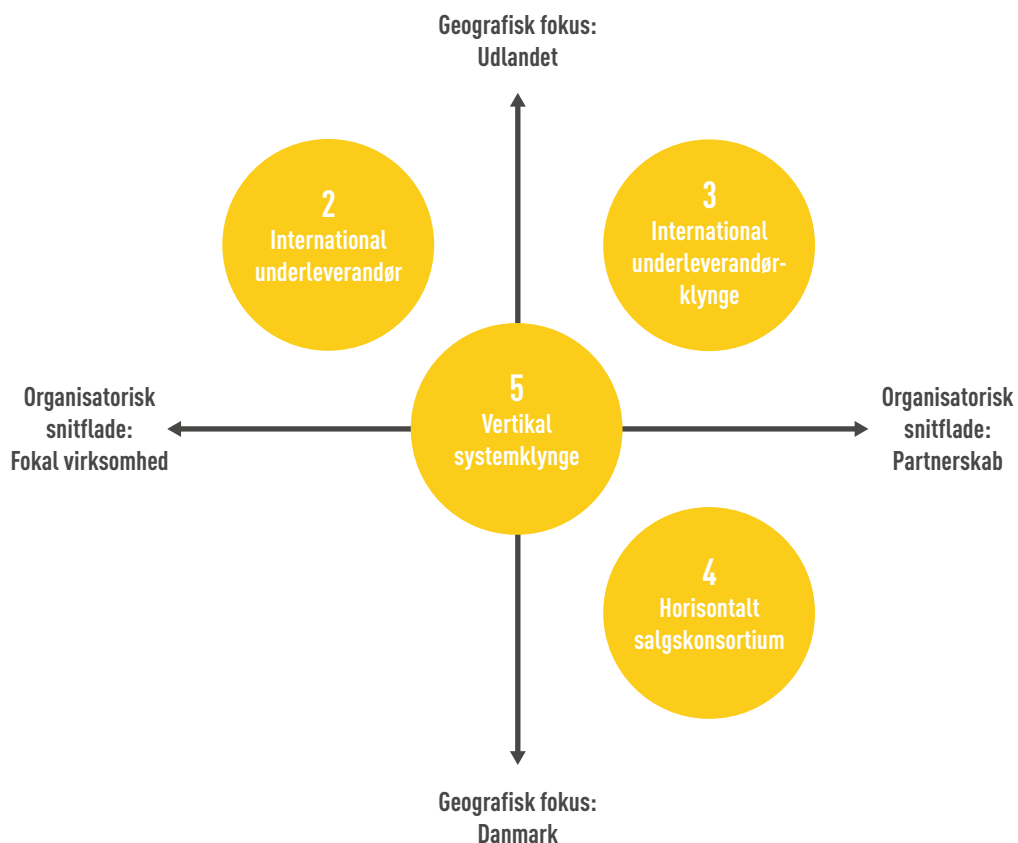 Geografisk fokus:
Udlandet
2
International
underleverandør
3
International
underleverandør-
klynge
Organisatorisk
snitflade:
Fokal virksomhed
5
Vertikal
systemklynge
Organisatorisk
snitflade:
Partnerskab
4
Horisontalt
salgskonsortium
Geografisk fokus:
Danmark